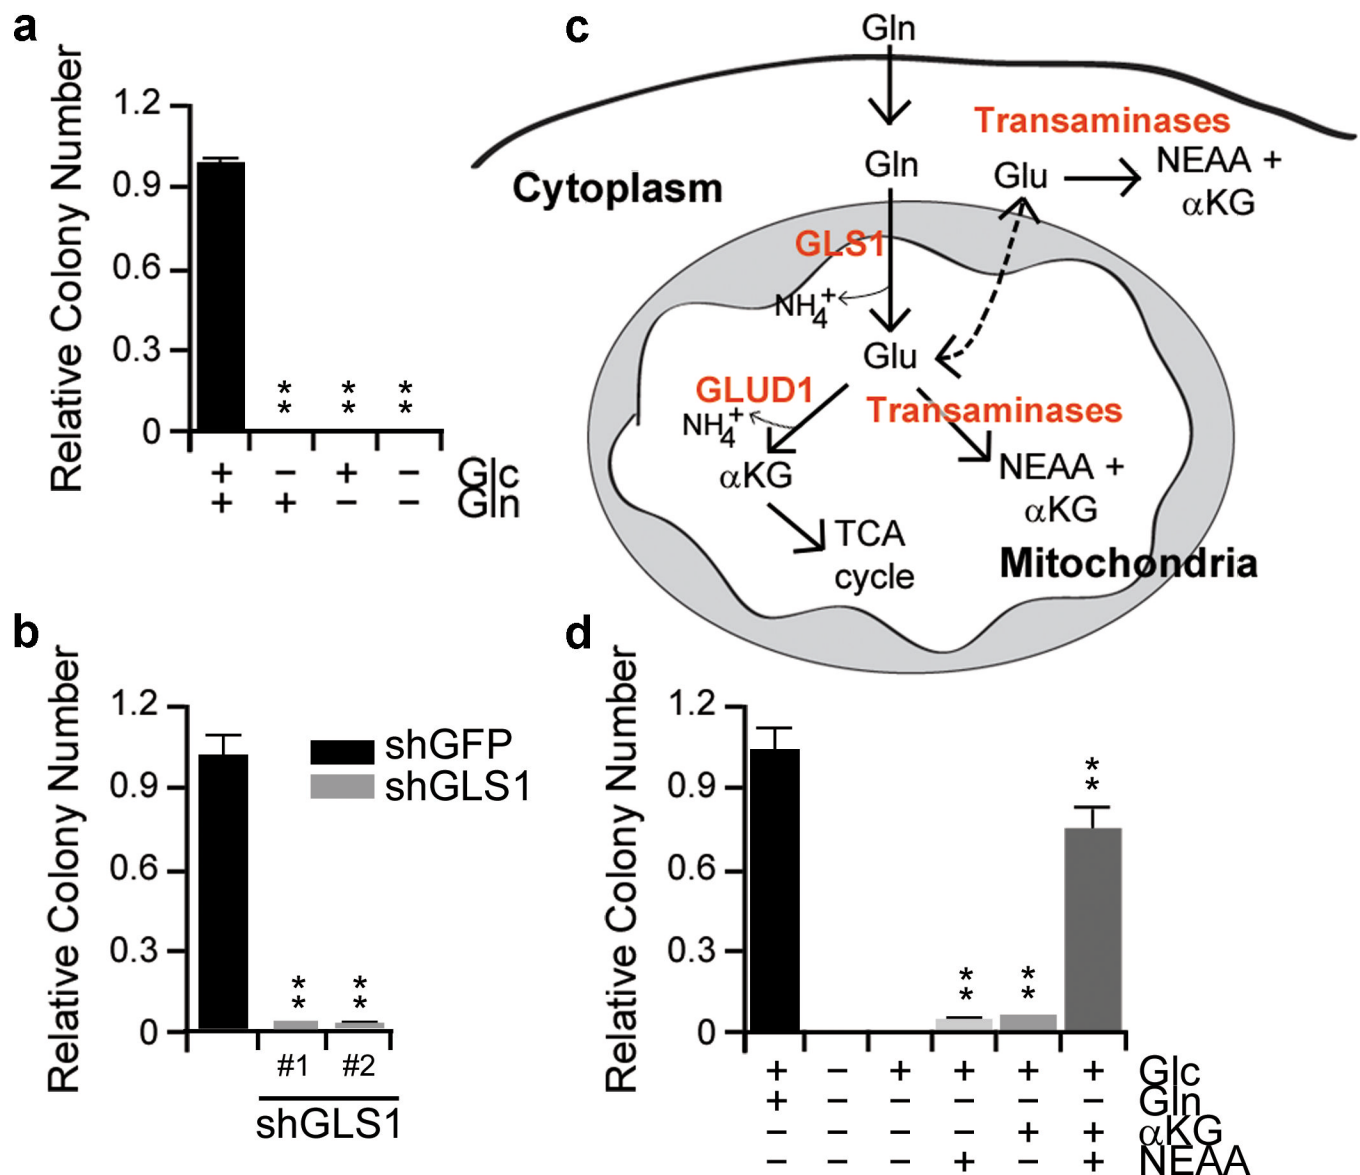 a
Relative Colony Number
1.2
0.9
0.6
0.3
0
* * *
* * *
+ − + − Glc
+ + − − Gln
b
Relative Colony Number
1.2
0.9
0.6
0.3
0
shGFP
shGLS1
* *
* *
#1 #2
shGLS1
c
Gln
Transaminases
Gln
Glu
NEAA +
αKG
Cytoplasm
GLS1
NH4+
Glu
GLUD1
NH4+
Transaminases
αKG
NEAA +
αKG
TCA
cycle
Mitochondria
d
Relative Colony Number
1.2
0.9
0.6
0.3
0
* * *
* * *
+ − + + + + Glc
+ − − − − − Gln
− − − − + + αKG
− − − + − + NEAA